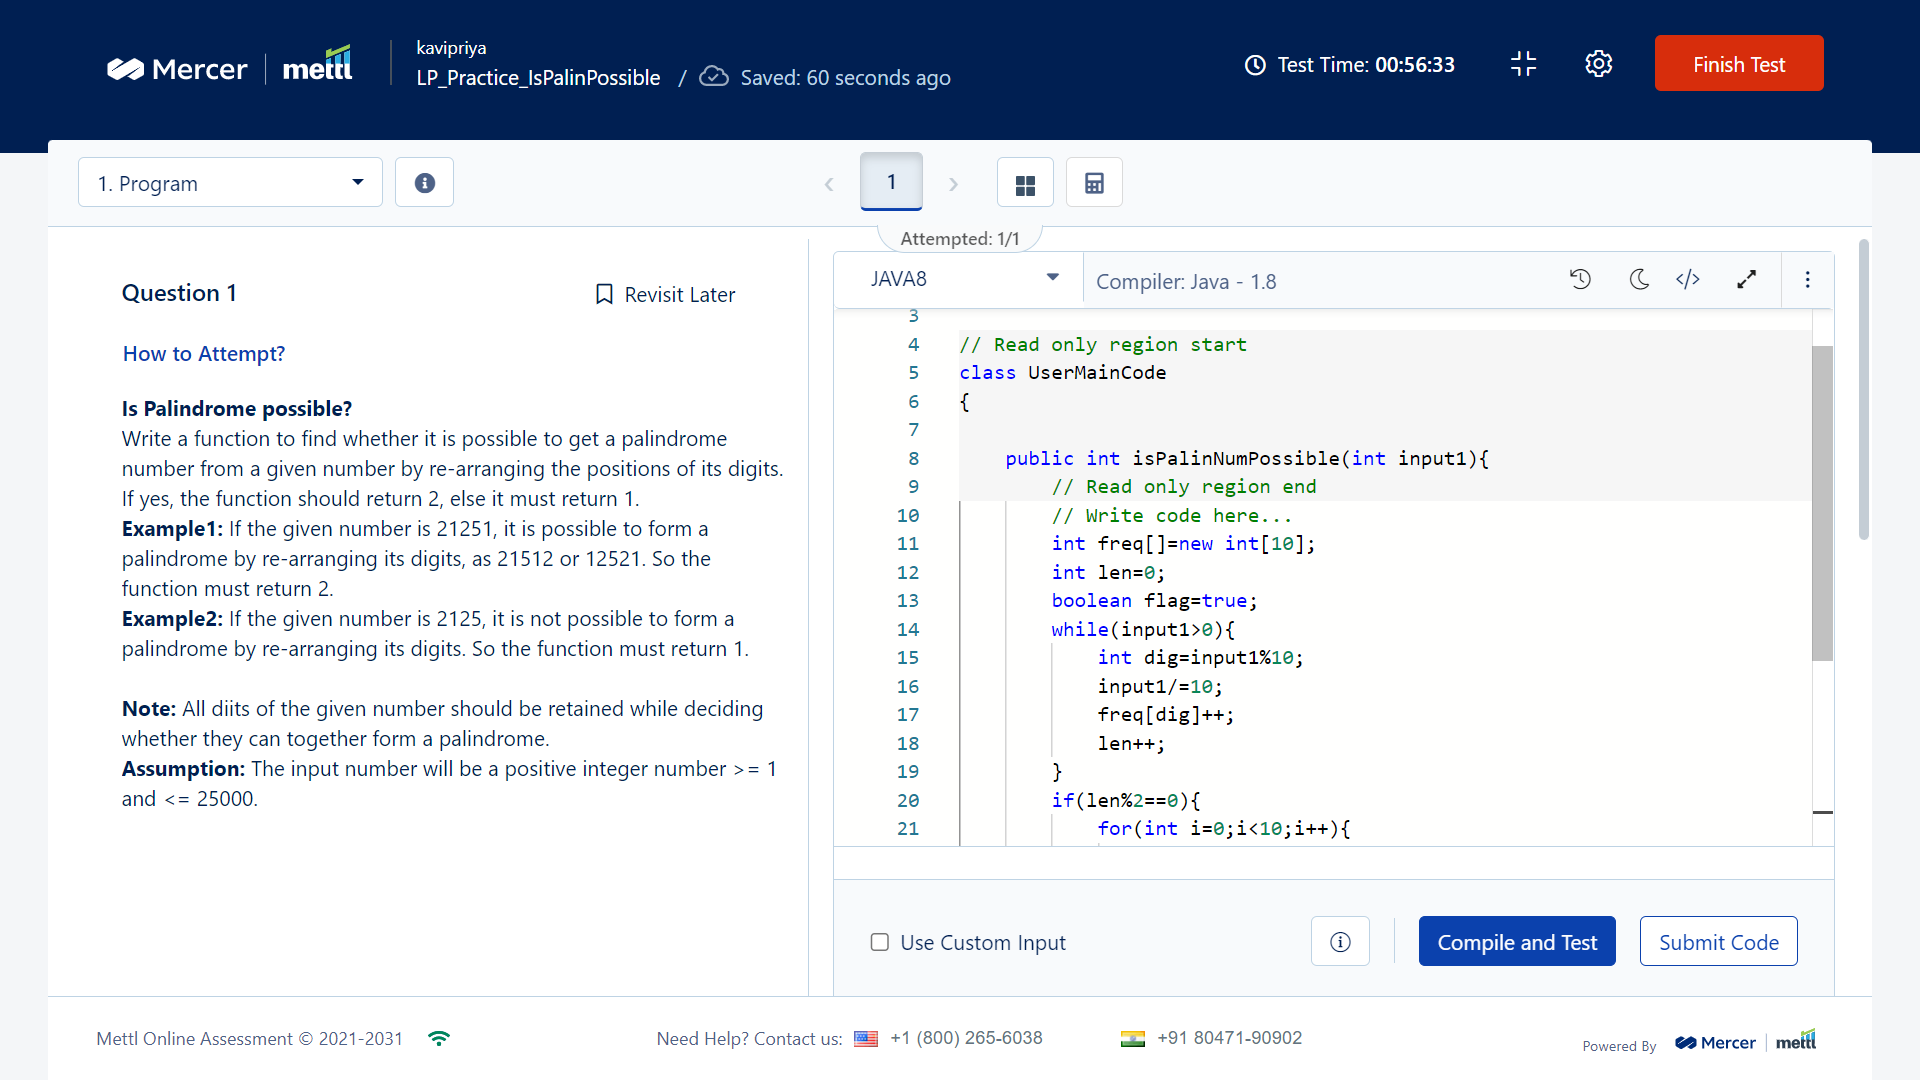 Mercer mettl
kavipriya
LP_Practice_IsPalinPossible / Saved: 60 seconds ago
Test Time: 00:56:33
Finish Test
1. Program
1
Attempted: 1/1
Question 1
Revisit Later
How to Attempt?
Is Palindrome possible?
Write a function to find whether it is possible to get a palindrome
number from a given number by re-arranging the positions of its digits.
If yes, the function should return 2, else it must return 1.
Example1: If the given number is 21251, it is possible to form a
palindrome by re-arranging its digits, as 21512 or 12521. So the
function must return 2.
Example2: If the given number is 2125, it is not possible to form a
palindrome by re-arranging its digits. So the function must return 1.
Note: All diits of the given number should be retained while deciding
whether they can together form a palindrome.
Assumption: The input number will be a positive integer number >= 1
and <= 25000.
JAVA8
Compiler: Java - 1.8
3
4 // Read only region start
5 class UserMainCode
6 {
7
8 public int isPalinNumPossible(int input1){
9 // Read only region end
10 // Write code here...
11 int freq[]=new int[10];
12 int len=0;
13 boolean flag=true;
14 while(input1>0){
15 int dig=input1%10;
16 input1/=10;
17 freq[dig]++;
18 len++;
19 }
20 if(len%2==0){
21 for(int i=0;i<10;i++){
Use Custom Input
Compile and Test
Submit Code
Mettl Online Assessment © 2021-2031
Need Help? Contact us: +1 (800) 265-6038
+91 80471-90902
Powered By Mercer mettl